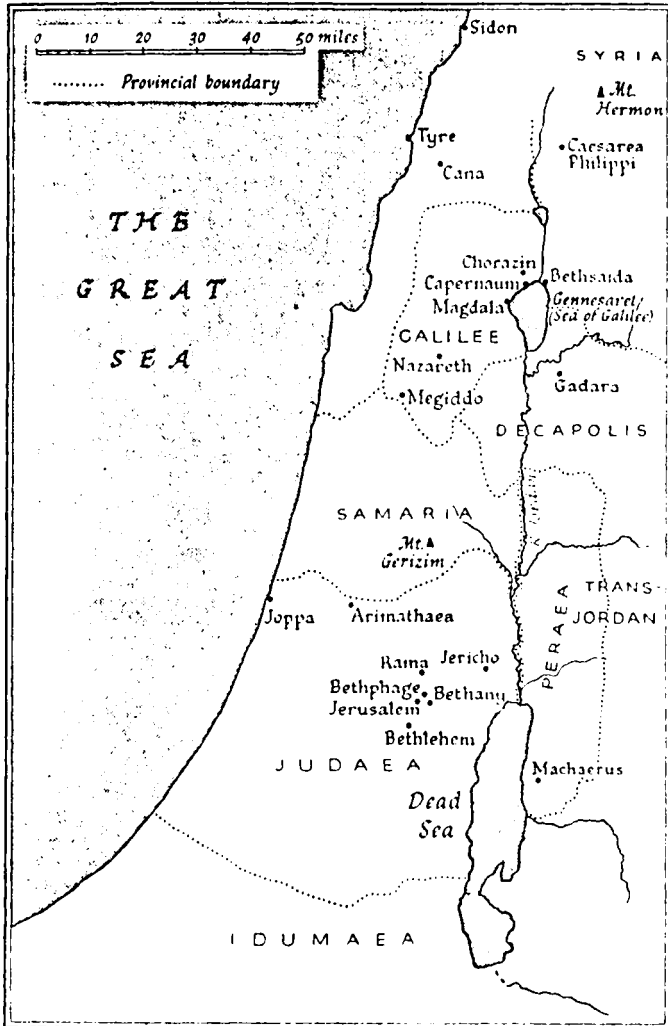 0 10 20 30 40 50 miles
Provincial boundary
Sidon
SYRIA
Mt.
Hermon
Tyre
Cana
Caesarea
Philippi
THE
GREAT
SEA
Chorazin
Capernaum
Bethsaida
Magdala
Gennesaret/
(Sea of Galilee)
GALILEE
Nazareth
Gadara
Megiddo
DECAPOLIS
SAMARIA
Mt.
Gerizim
Joppa
Arimathaea
TRANS-
JORDAN
PERAEA
Rama
Jericho
Bethphage
Bethany
Jerusalem
Bethlehem
JUDAEA
Machaerus
Dead
Sea
IDUMAEA